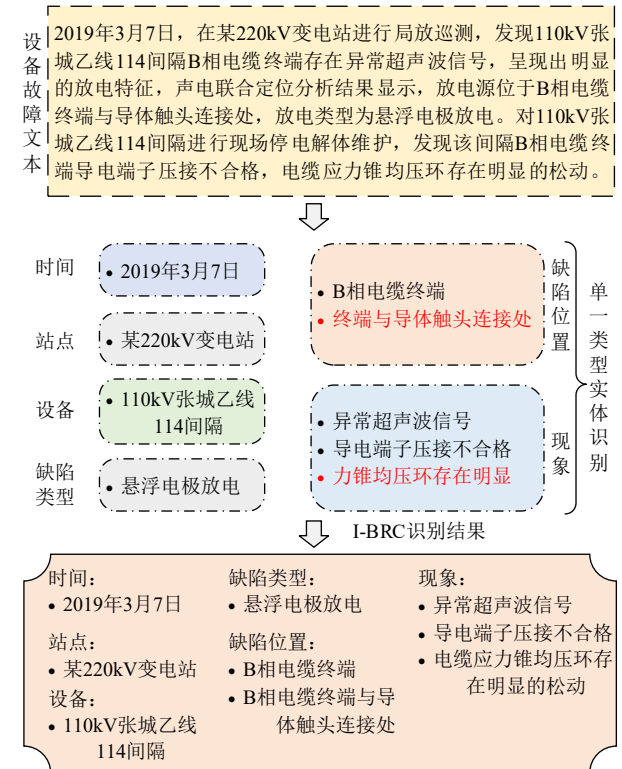 设备故障文本
2019年3月7日，在某220kV变电站进行局放巡测，发现110kV张
城乙线114间隔B相电缆终端存在异常超声波信号，呈现出明显
的放电特征，声电联合定位分析结果显示，放电源位于B相电缆
终端与导体触头连接处，放电类型为悬浮电极放电。对110kV张
城乙线114间隔进行现场停电解体维护，发现该间隔B相电缆终
端导电端子压接不合格，电缆应力锥均压环存在明显的松动。
时间
• 2019年3月7日
站点
• 某220kV变电站
设备
• 110kV张城乙线
114间隔
缺陷
类型
• 悬浮电极放电
• B相电缆终端
• 终端与导体触头连接处
缺陷位置
• 异常超声波信号
• 导电端子压接不合格
• 力锥均压环存在明显
现象
单一类型实体识别
I-BRC识别结果
时间：
• 2019年3月7日
站点：
• 某220kV变电站
设备：
• 110kV张城乙线
114间隔
缺陷类型：
• 悬浮电极放电
缺陷位置：
• B相电缆终端
• B相电缆终端与导
体触头连接处
现象：
• 异常超声波信号
• 导电端子压接不合格
• 电缆应力锥均压环存
在明显的松动